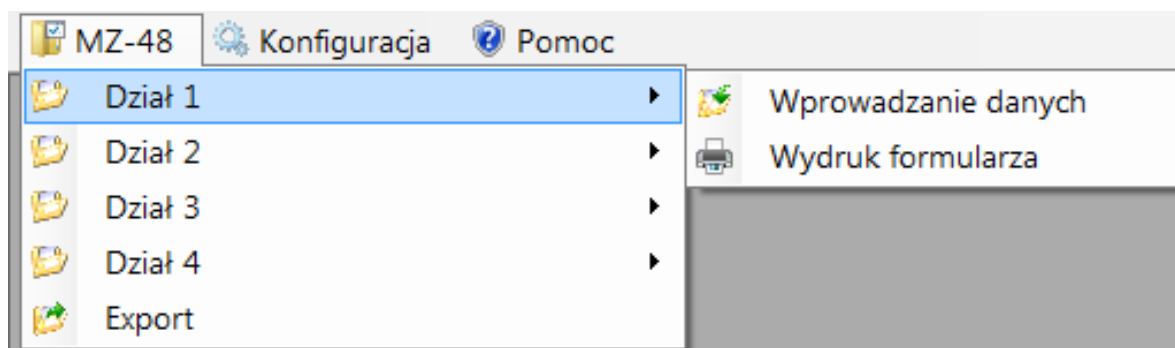 MZ-48 Konfiguracja Pomoc
Dział 1
Dział 2
Dział 3
Dział 4
Export
Wprowadzanie danych
Wydruk formularza